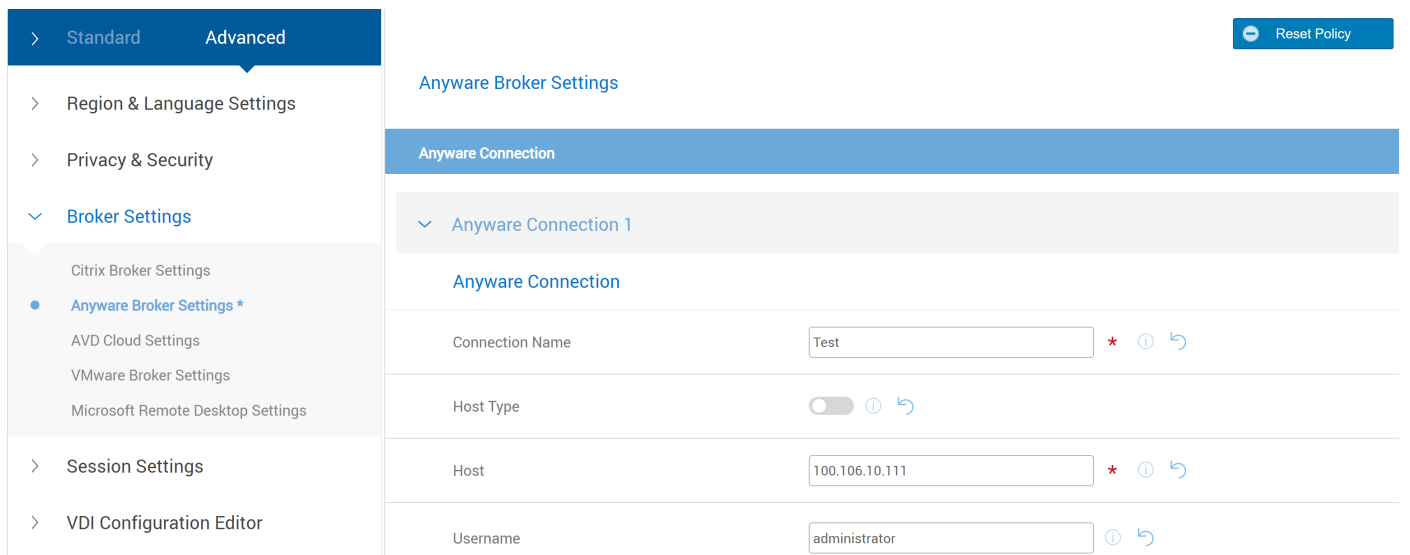 Standard Advanced
Reset Policy
Region & Language Settings
Privacy & Security
Broker Settings
Citrix Broker Settings
Anyware Broker Settings *
AVD Cloud Settings
VMware Broker Settings
Microsoft Remote Desktop Settings
Session Settings
VDI Configuration Editor
Anyware Broker Settings
Anyware Connection
Anyware Connection 1
Anyware Connection
Connection Name Test *
Host Type
Host 100.106.10.111 *
Username administrator